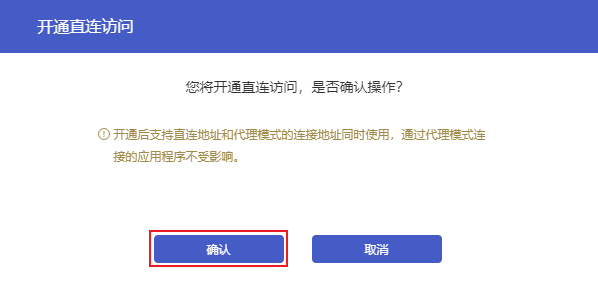 开通直连访问
您将开通直连访问，是否确认操作？
开通后支持直连地址和代理模式的连接地址同时使用，通过代理模式连
接的应用程序不受影响。
确认
取消